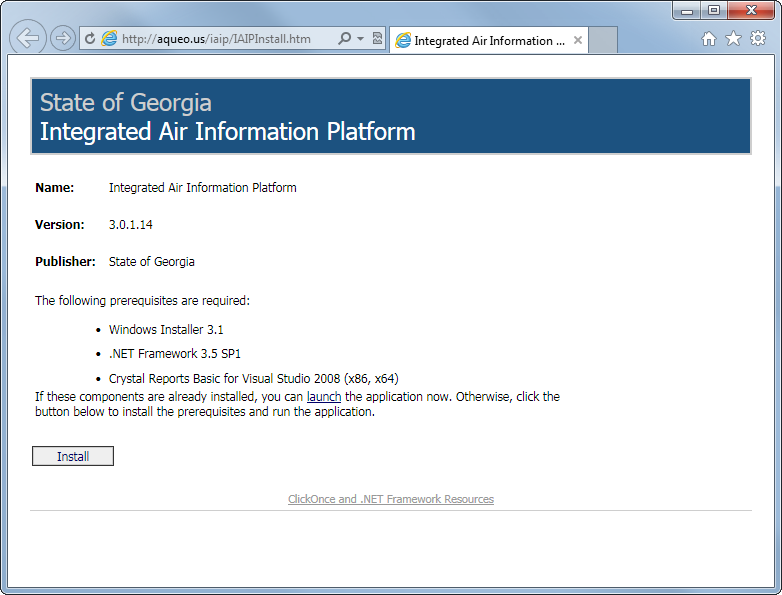 http://aqueo.us/iaip/IAIPInstall.htm
Integrated Air Information ...
State of Georgia
Integrated Air Information Platform
Name: Integrated Air Information Platform
Version: 3.0.1.14
Publisher: State of Georgia
The following prerequisites are required:
• Windows Installer 3.1
• .NET Framework 3.5 SP1
• Crystal Reports Basic for Visual Studio 2008 (x86, x64)
If these components are already installed, you can launch the application now. Otherwise, click the
button below to install the prerequisites and run the application.
Install
ClickOnce and .NET Framework Resources